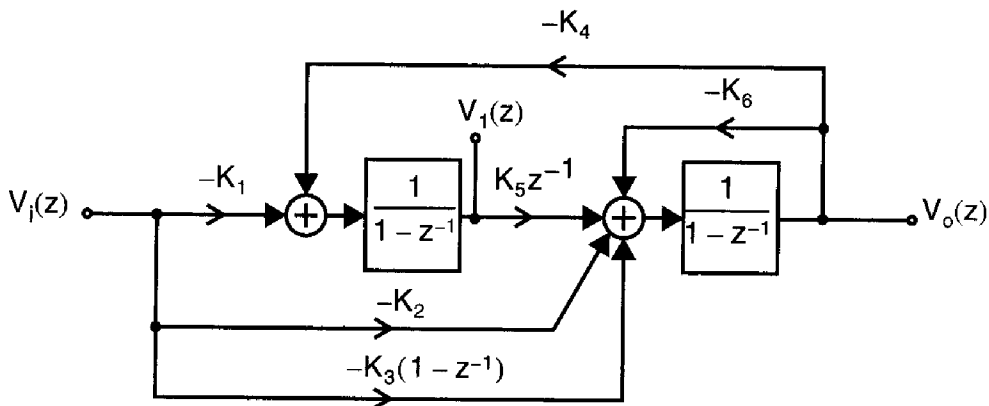 −K₄
−K₆
V₁(z)
−K₁
1
1 − z⁻¹
K₅z⁻¹
1
1 − z⁻¹
Vᵢ(z)
Vₒ(z)
−K₂
−K₃(1 − z⁻¹)